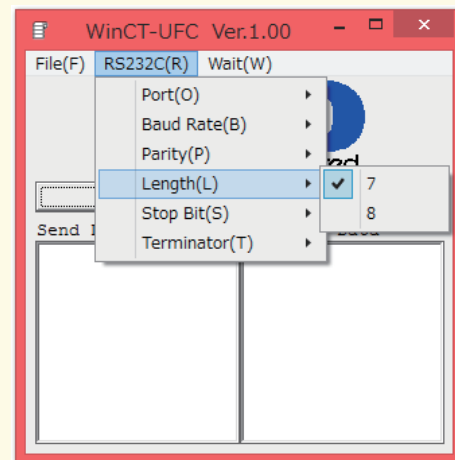 WinCT-UFC Ver.1.00
File(F) RS232C(R) Wait(W)
Port(O)
Baud Rate(B)
Parity(P)
Length(L)
7
8
Stop Bit(S)
Terminator(T)
Send